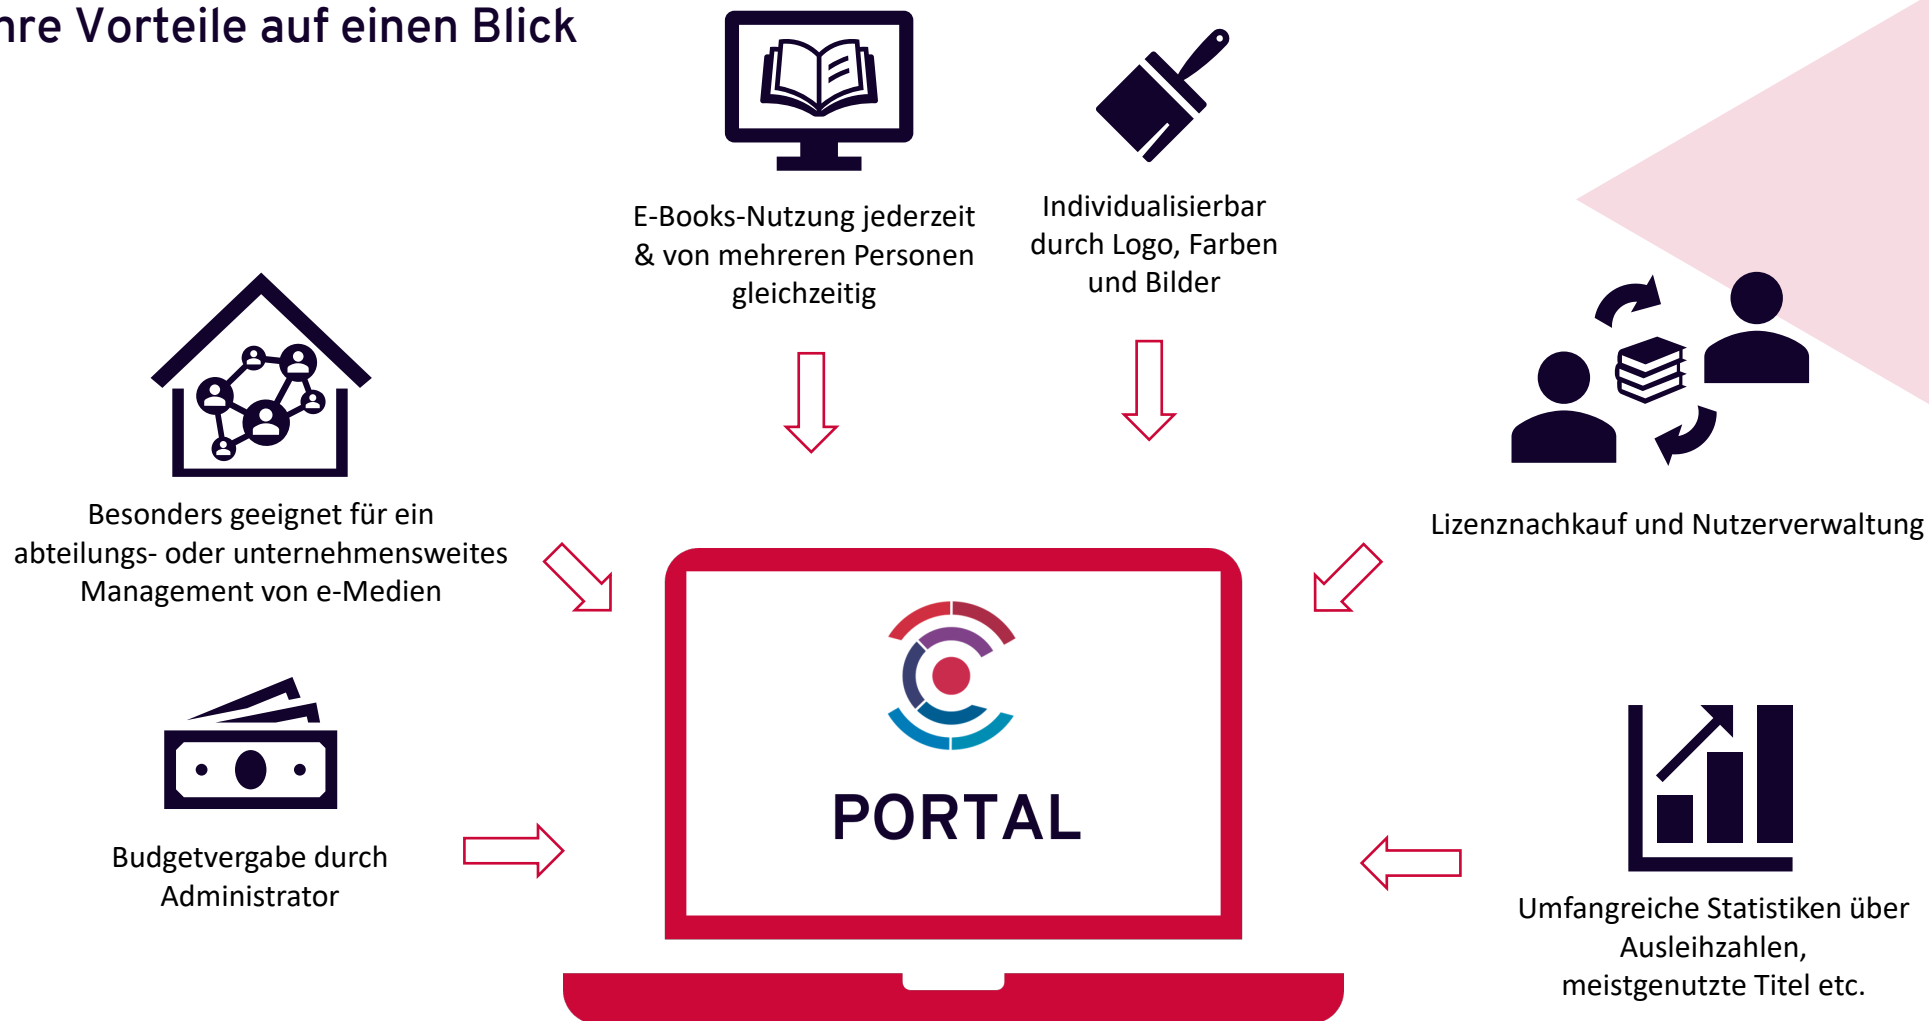 hre Vorteile auf einen Blick
E-Books-Nutzung jederzeit
& von mehreren Personen
gleichzeitig
Individualisierbar
durch Logo, Farben
und Bilder
Besonders geeignet für ein
abteilungs- oder unternehmensweites
Management von e-Medien
Lizenznachkauf und Nutzerverwaltung
PORTAL
Budgetvergabe durch
Administrator
Umfangreiche Statistiken über
Ausleihzahlen,
meistgenutzte Titel etc.